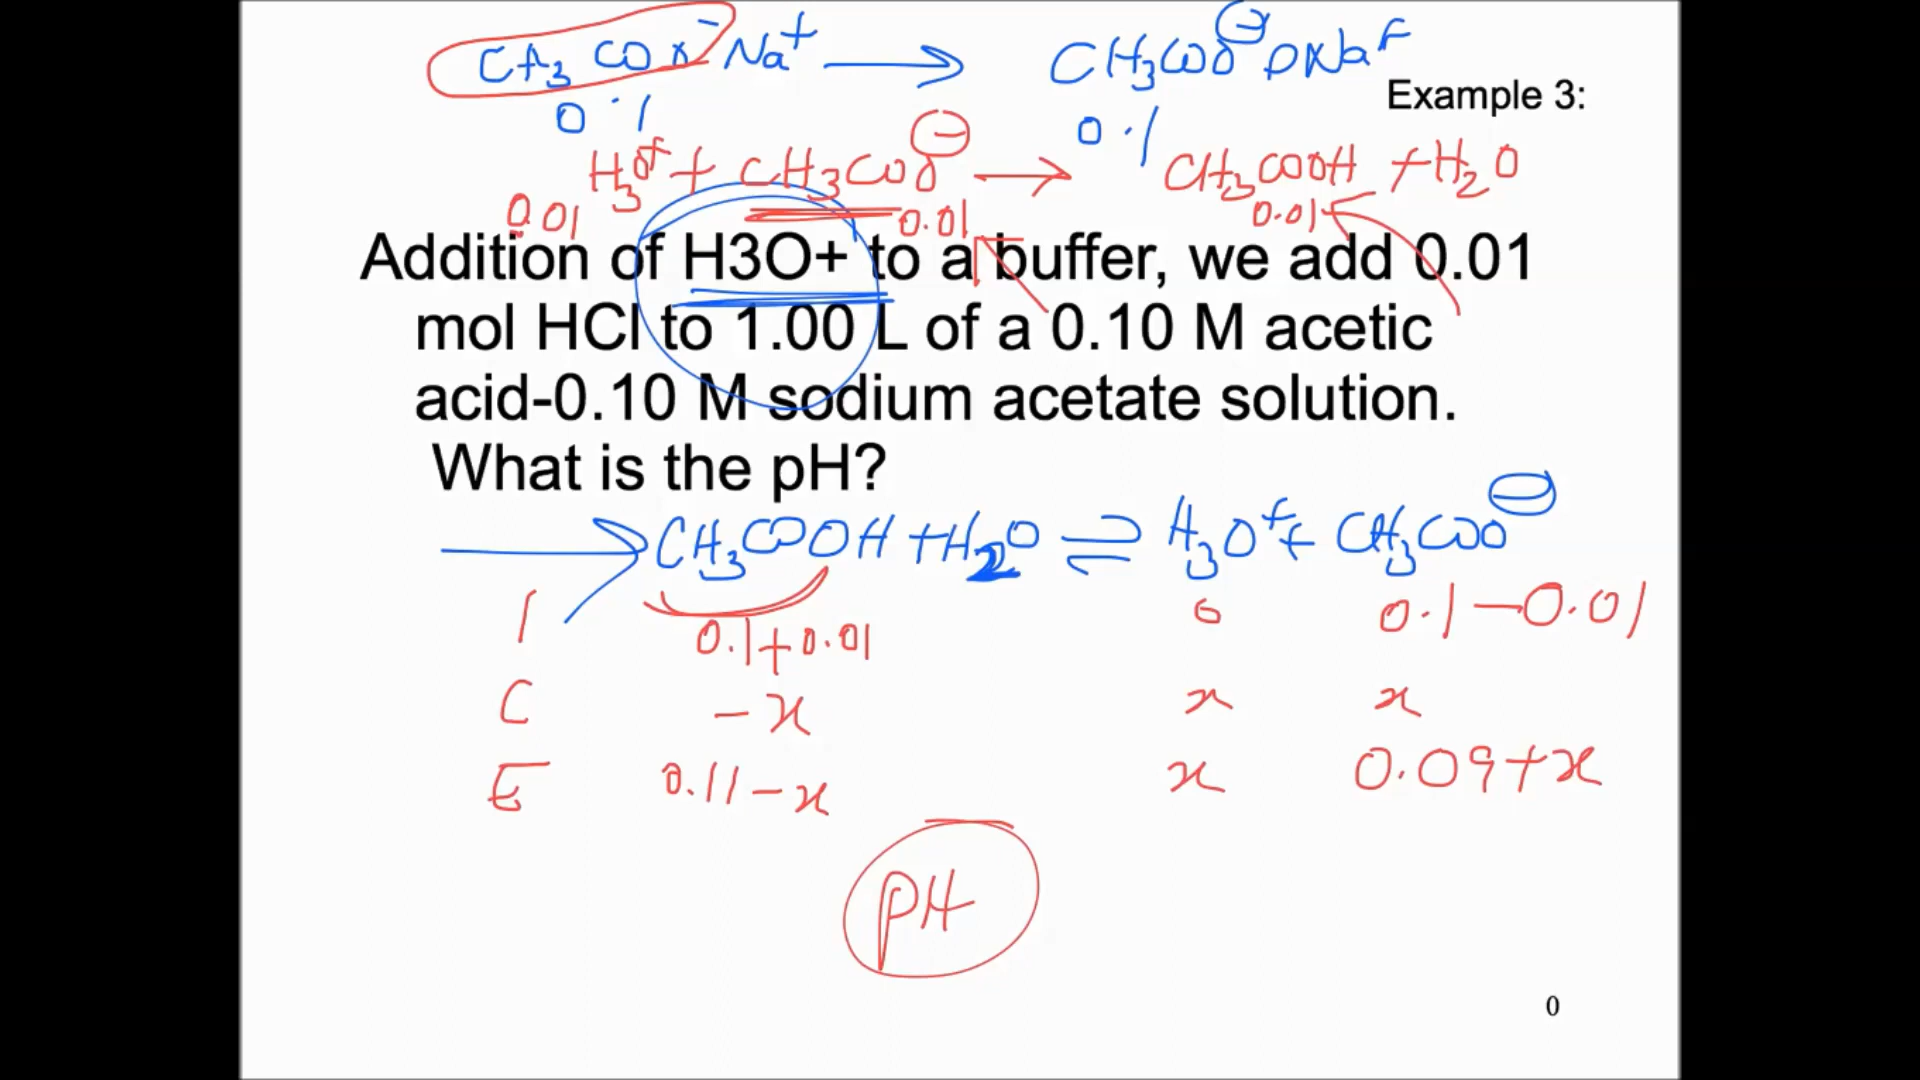 CH3COO⁻ Na⁺ → CH3COO⊖ Na⁺
Example 3:
0.1 0.1
H3O⁺ + CH3COO⊖ → CH3COOH + H2O
0.01 0.01 0.01
Addition of H3O+ to a buffer, we add 0.01
mol HCl to 1.00 L of a 0.10 M acetic
acid-0.10 M sodium acetate solution.
What is the pH?
CH3COOH + H2O ⇌ H3O⁺ + CH3COO⊖
I 0.1+0.01 0 0.1-0.01
C -x x x
E 0.11-x x 0.09+x
pH
0